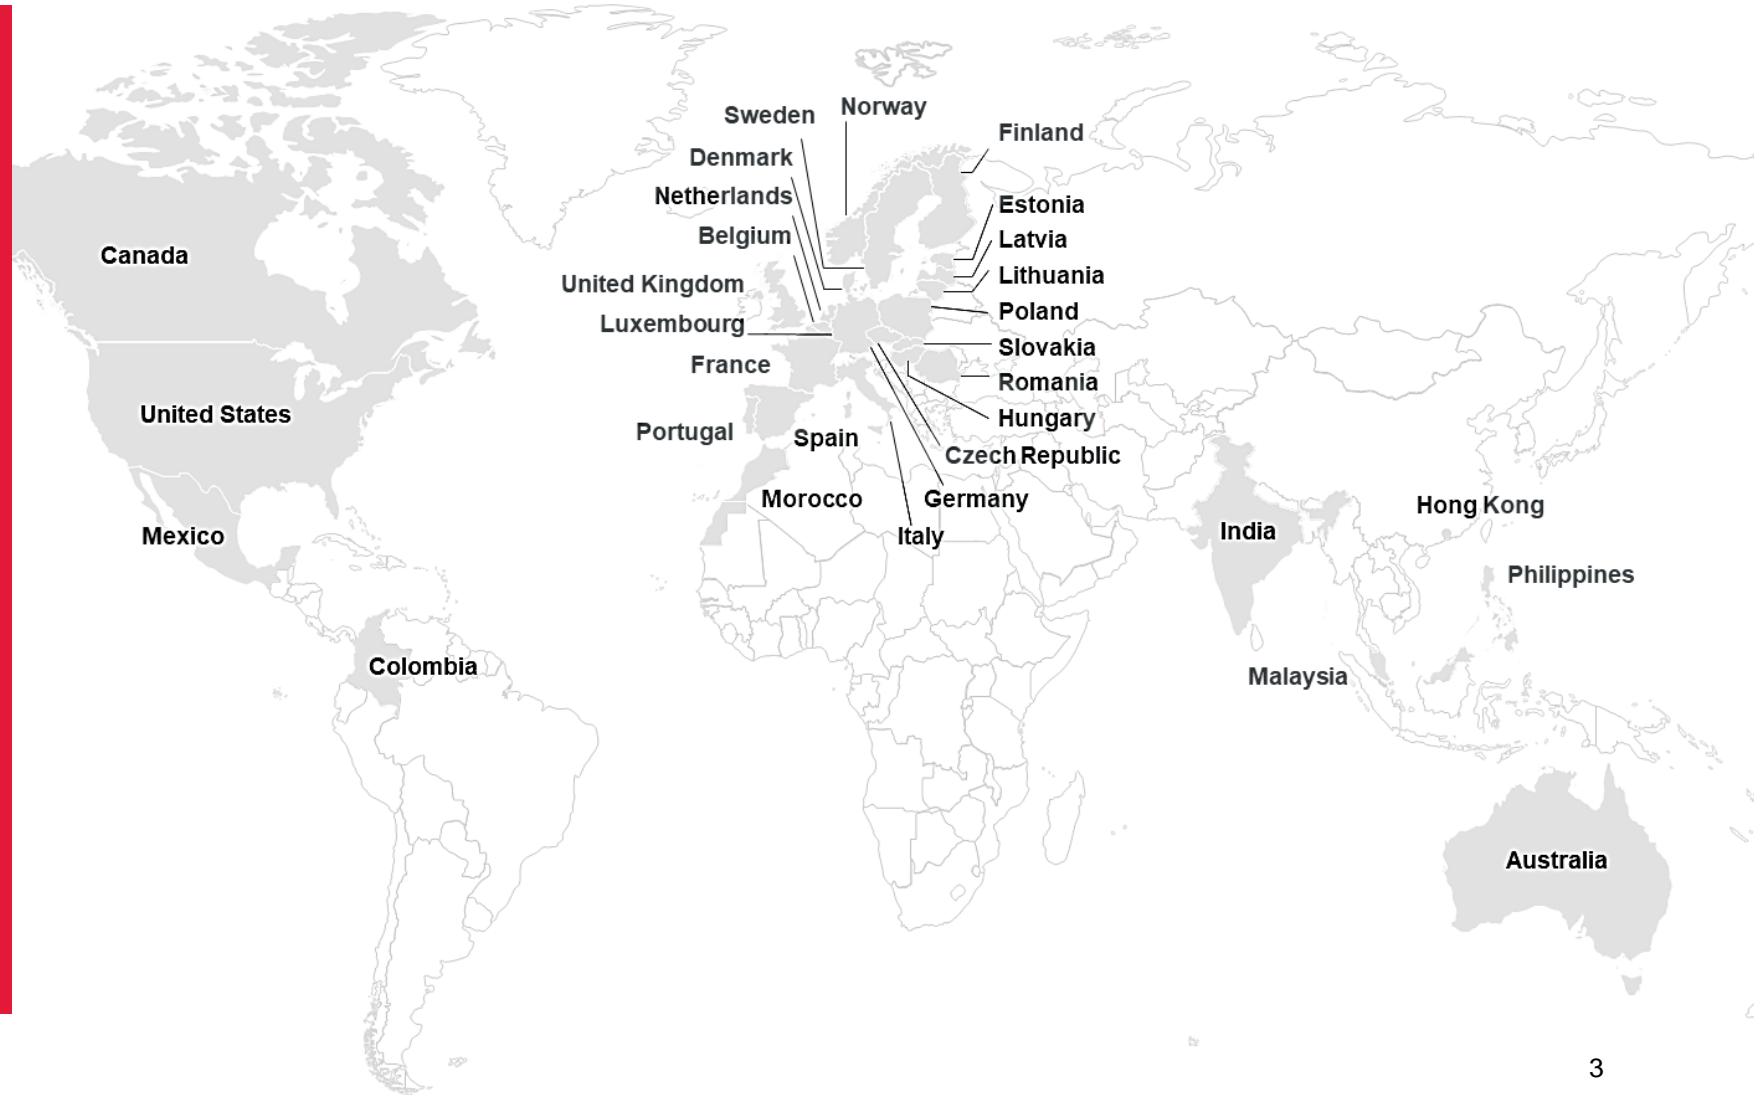 Norway
Sweden
Finland
Denmark
Netherlands
Estonia
Belgium
Latvia
Canada
Lithuania
United Kingdom
Poland
Luxembourg
Slovakia
France
Romania
United States
Hungary
Portugal
Spain
Czech Republic
Morocco
Germany
Hong Kong
India
Mexico
Italy
Philippines
Colombia
Malaysia
Australia
3